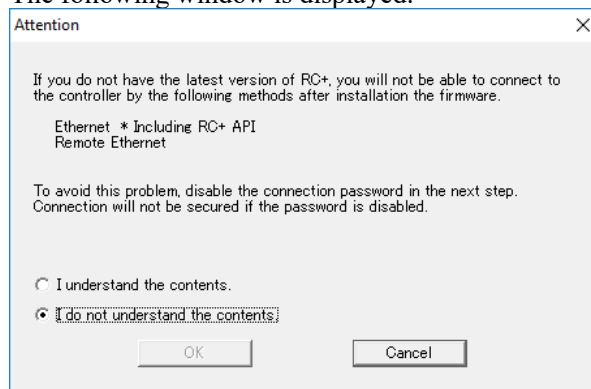 The following window is displayed.
Attention
If you do not have the latest version of RC+, you will not be able to connect to
the controller by the following methods after installation the firmware.
Ethernet * Including RC+ API
Remote Ethernet
To avoid this problem, disable the connection password in the next step.
Connection will not be secured if the password is disabled.
I understand the contents.
I do not understand the contents.
OK
Cancel